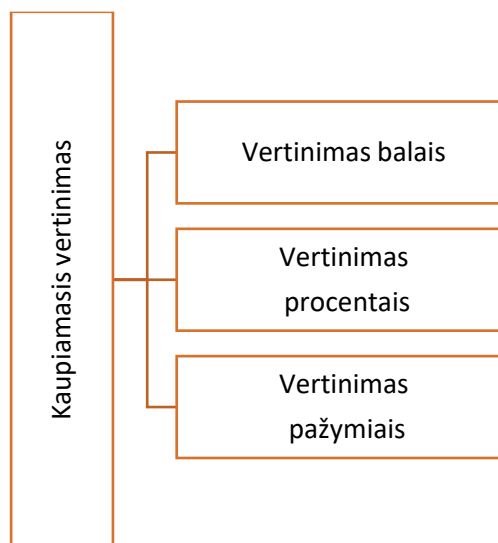 Kaupiamasis vertinimas
Vertinimas balais
Vertinimas
procentais
Vertinimas
pažymiais